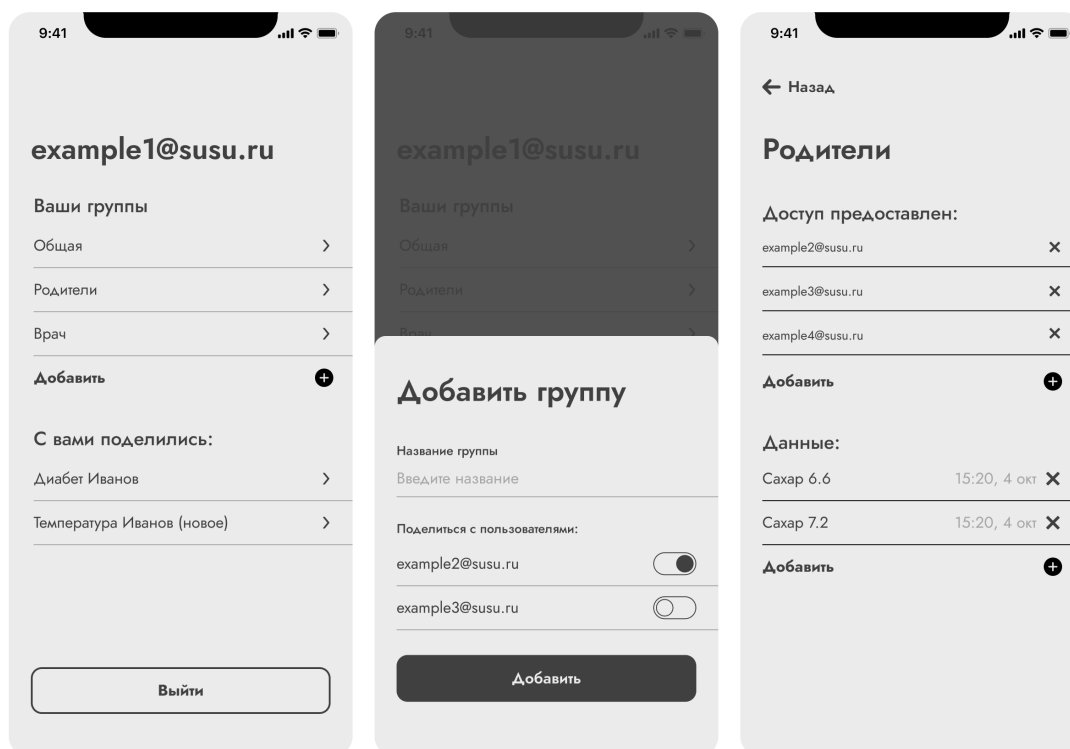 9:41
example1@susu.ru
Ваши группы
Общая
Родители
Врач
Добавить
С вами поделились:
Диабет Иванов
Температура Иванов (новое)
Выйти
9:41
example1@susu.ru
Ваши группы
Общая
Родители
Врач
Добавить группу
Название группы
Введите название
Поделиться с пользователями:
example2@susu.ru
example3@susu.ru
Добавить
9:41
Назад
Родители
Доступ предоставлен:
example2@susu.ru
example3@susu.ru
example4@susu.ru
Добавить
Данные:
Сахар 6.6 15:20, 4 окт
Сахар 7.2 15:20, 4 окт
Добавить